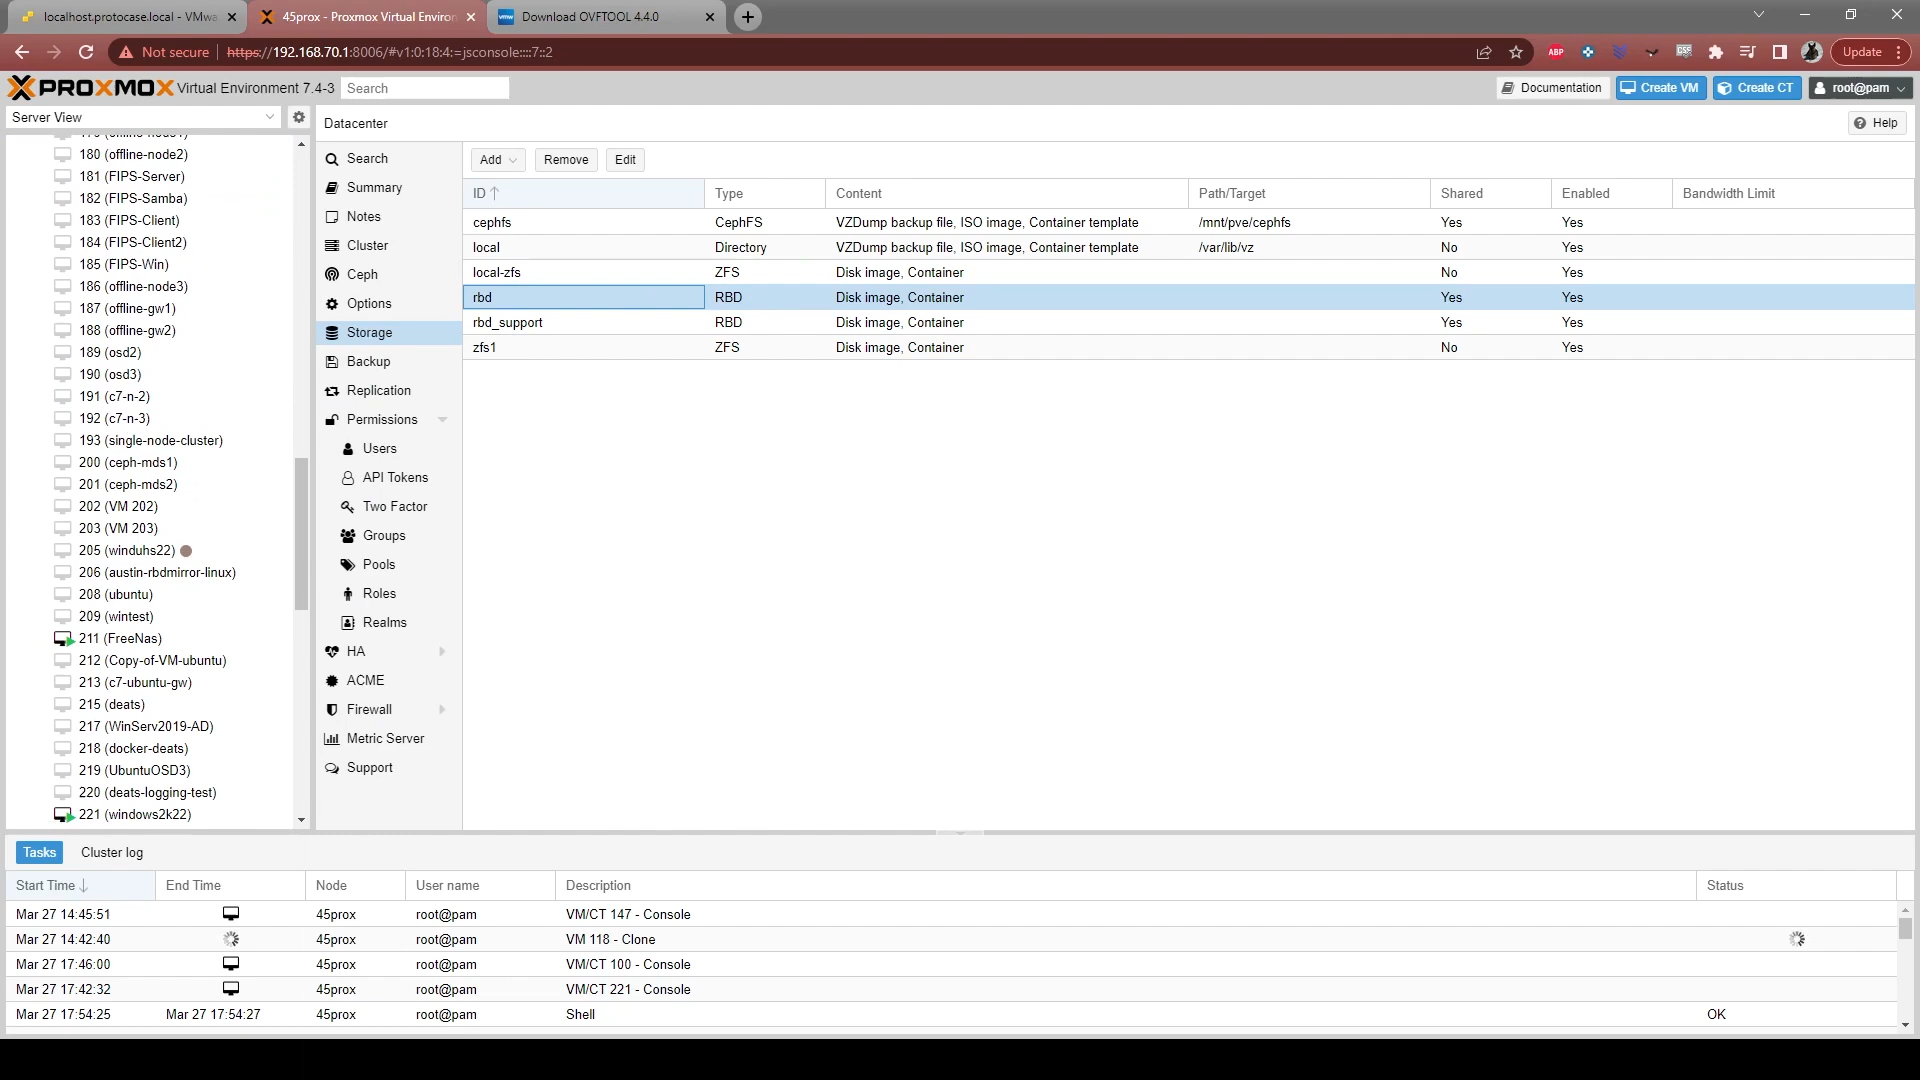 localhost.protocase.local - VMwa
45prox - Proxmox Virtual Environ
Download OVFTOOL 4.4.0
Not secure https://192.168.70.1:8006/#v1:0:18:4:=jsconsole::::7::2
ABP
Update
PROXMOX Virtual Environment 7.4-3 Search
Documentation Create VM Create CT root@pam
Server View
Datacenter
Help
180 (offline-node2)
181 (FIPS-Server)
182 (FIPS-Samba)
183 (FIPS-Client)
184 (FIPS-Client2)
185 (FIPS-Win)
186 (offline-node3)
187 (offline-gw1)
188 (offline-gw2)
189 (osd2)
190 (osd3)
191 (c7-n-2)
192 (c7-n-3)
193 (single-node-cluster)
200 (ceph-mds1)
201 (ceph-mds2)
202 (VM 202)
203 (VM 203)
205 (winduhs22)
206 (austin-rbdmirror-linux)
208 (ubuntu)
209 (wintest)
211 (FreeNas)
212 (Copy-of-VM-ubuntu)
213 (c7-ubuntu-gw)
215 (deats)
217 (WinServ2019-AD)
218 (docker-deats)
219 (UbuntuOSD3)
220 (deats-logging-test)
221 (windows2k22)
Search
Summary
Notes
Cluster
Ceph
Options
Storage
Backup
Replication
Permissions
Users
API Tokens
Two Factor
Groups
Pools
Roles
Realms
HA
ACME
Firewall
Metric Server
Support
Add Remove Edit
ID Type Content Path/Target Shared Enabled Bandwidth Limit
cephfs CephFS VZDump backup file, ISO image, Container template /mnt/pve/cephfs Yes Yes
local Directory VZDump backup file, ISO image, Container template /var/lib/vz No Yes
local-zfs ZFS Disk image, Container No Yes
rbd RBD Disk image, Container Yes Yes
rbd_support RBD Disk image, Container Yes Yes
zfs1 ZFS Disk image, Container No Yes
Tasks Cluster log
Start Time End Time Node User name Description Status
Mar 27 14:45:51 45prox root@pam VM/CT 147 - Console
Mar 27 14:42:40 45prox root@pam VM 118 - Clone
Mar 27 17:46:00 45prox root@pam VM/CT 100 - Console
Mar 27 17:42:32 45prox root@pam VM/CT 221 - Console
Mar 27 17:54:25 Mar 27 17:54:27 45prox root@pam Shell OK